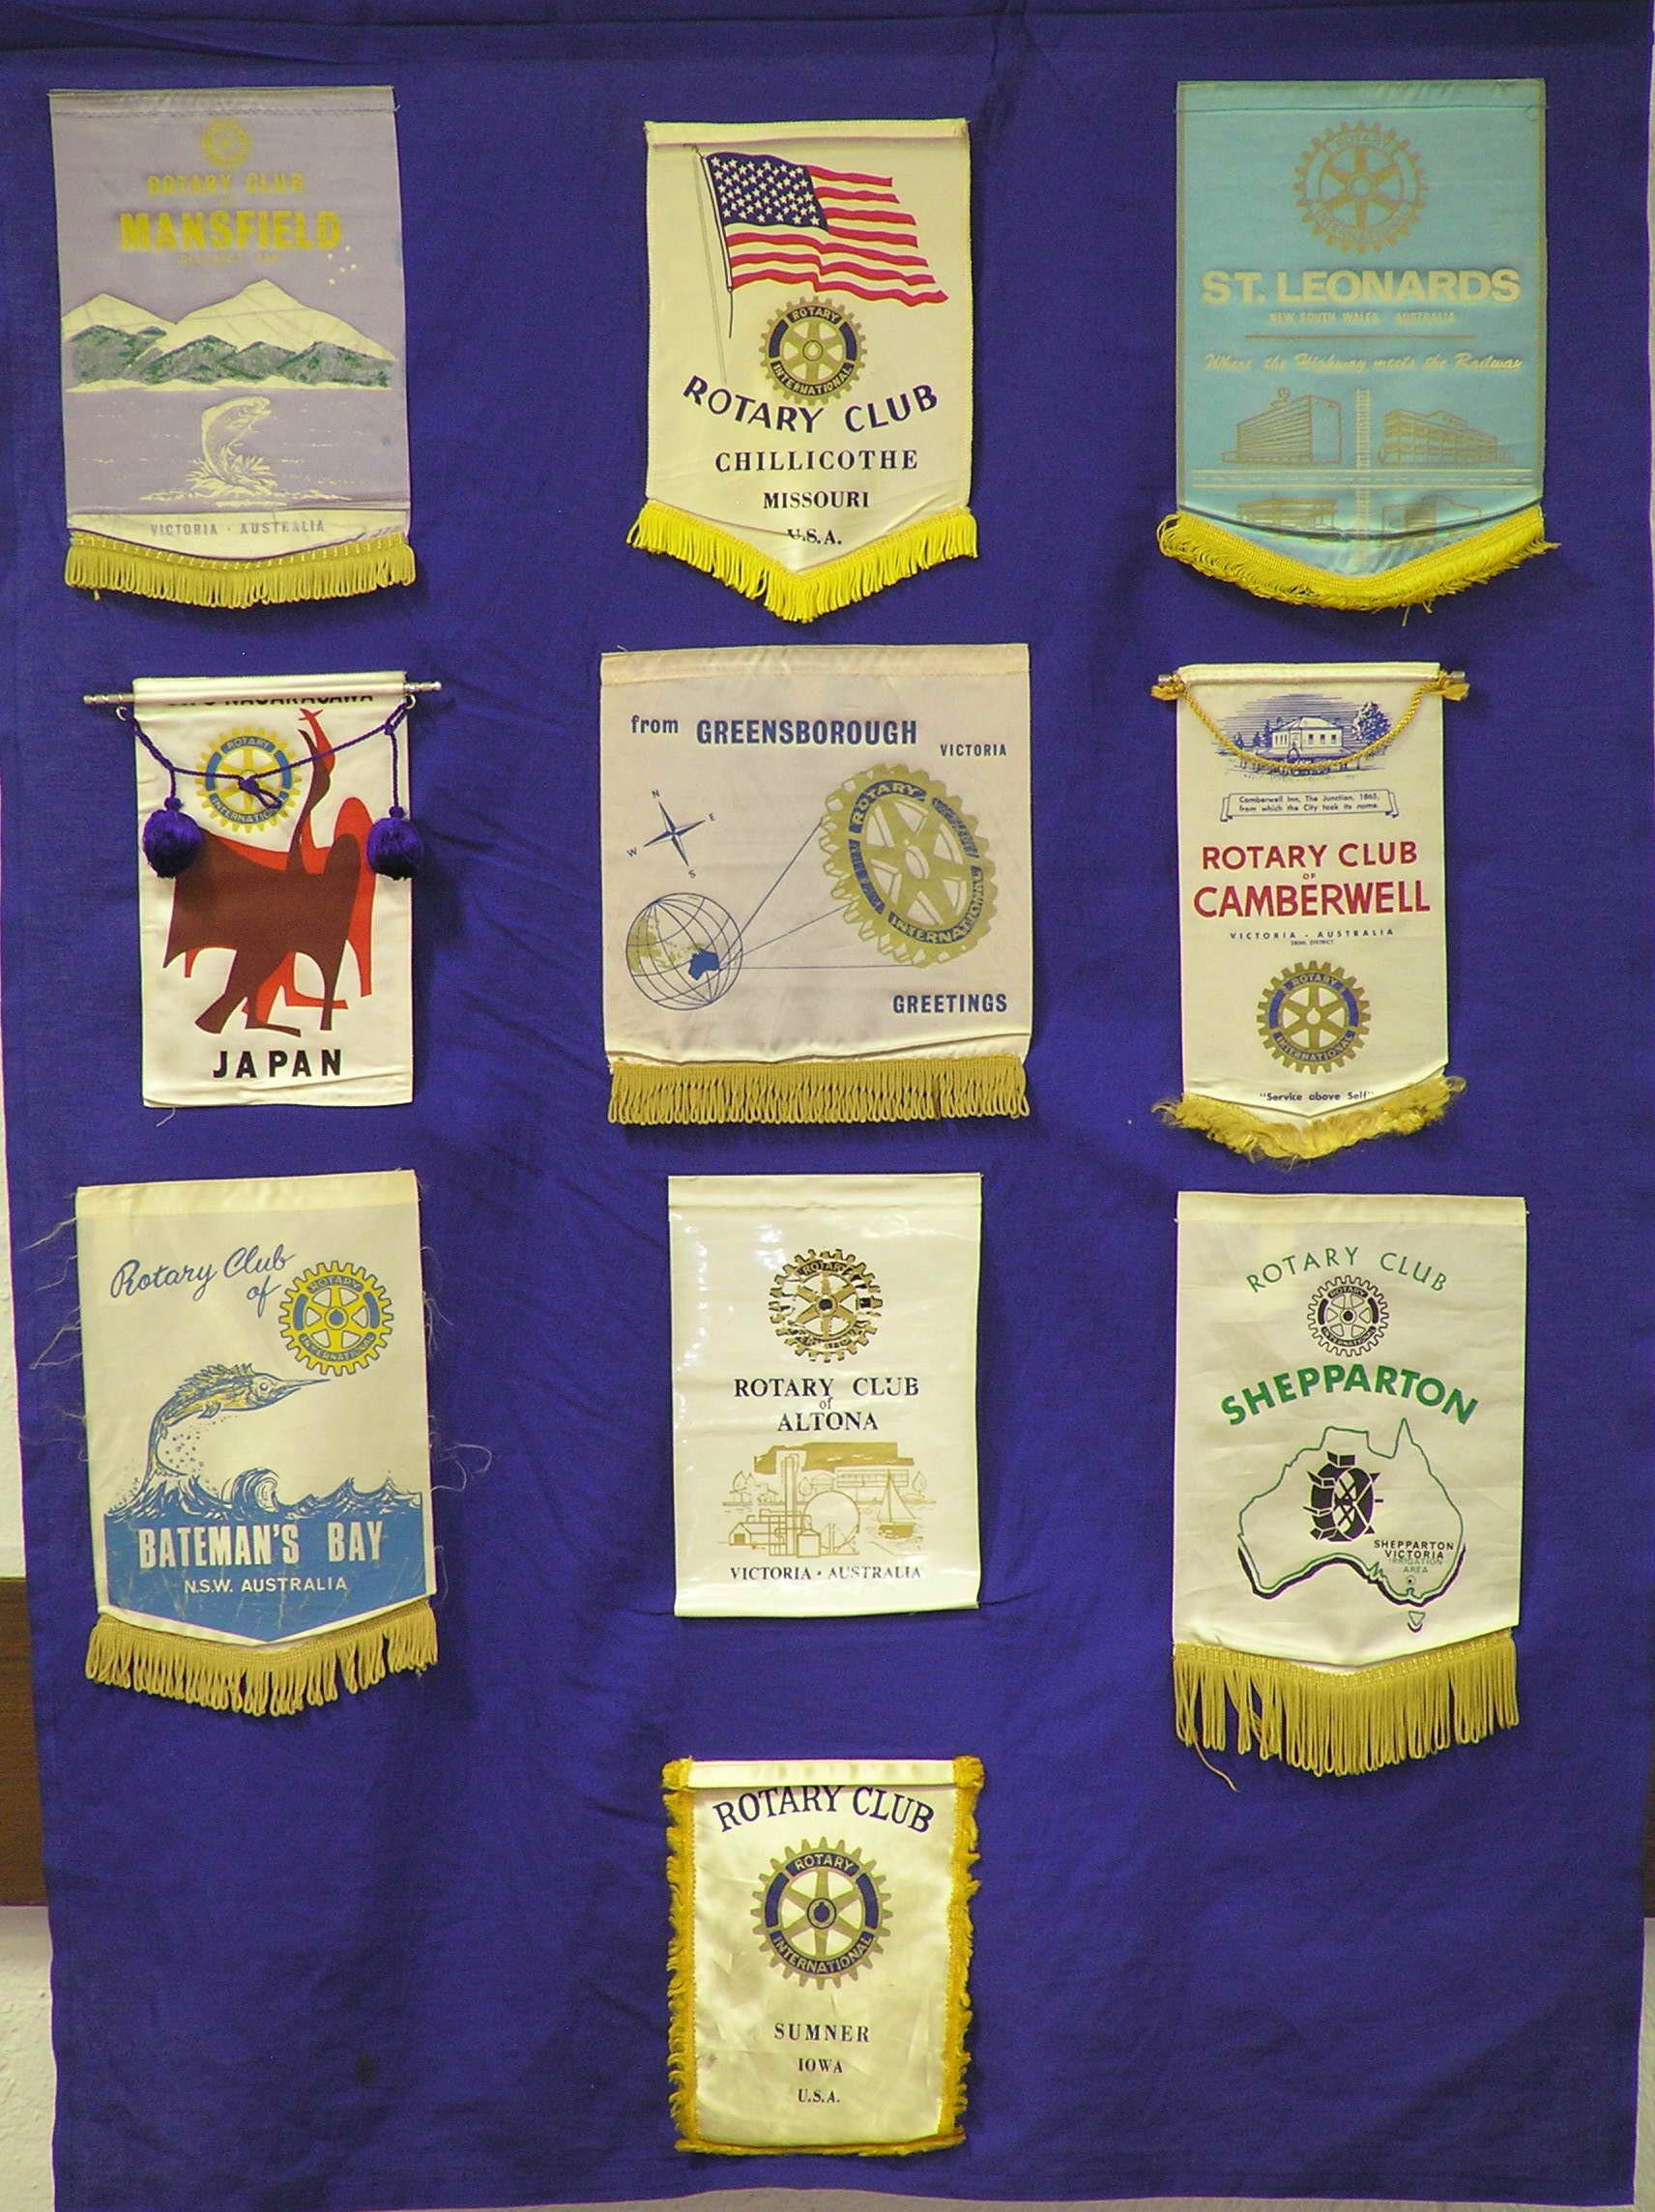 ROTARY CLUB
MANSFIELD
VICTORIA · AUSTRALIA
ROTARY
INTERNATIONAL
ROTARY CLUB
CHILLICOTHE
MISSOURI
U.S.A.
ROTARY
INTERNATIONAL
ST. LEONARDS
NEW SOUTH WALES AUSTRALIA
Where the Highway meets the Railway
NAGARAGAWA
ROTARY
INTERNATIONAL
JAPAN
from GREENSBOROUGH
VICTORIA
N
E
W
S
ROTARY
INTERNATIONAL
GREETINGS
Camberwell Inn, The Junction, 1865,
from which the City took its name.
ROTARY CLUB
OF
CAMBERWELL
VICTORIA - AUSTRALIA
ROTARY
INTERNATIONAL
"Service above Self"
Rotary Club
of
ROTARY
INTERNATIONAL
BATEMAN'S BAY
N.S.W. AUSTRALIA
ROTARY
ROTARY CLUB
of
ALTONA
VICTORIA · AUSTRALIA
ROTARY CLUB
ROTARY
INTERNATIONAL
SHEPPARTON
SHEPPARTON
VICTORIA
IRRIGATION
AREA
ROTARY CLUB
ROTARY
INTERNATIONAL
SUMNER
IOWA
U.S.A.